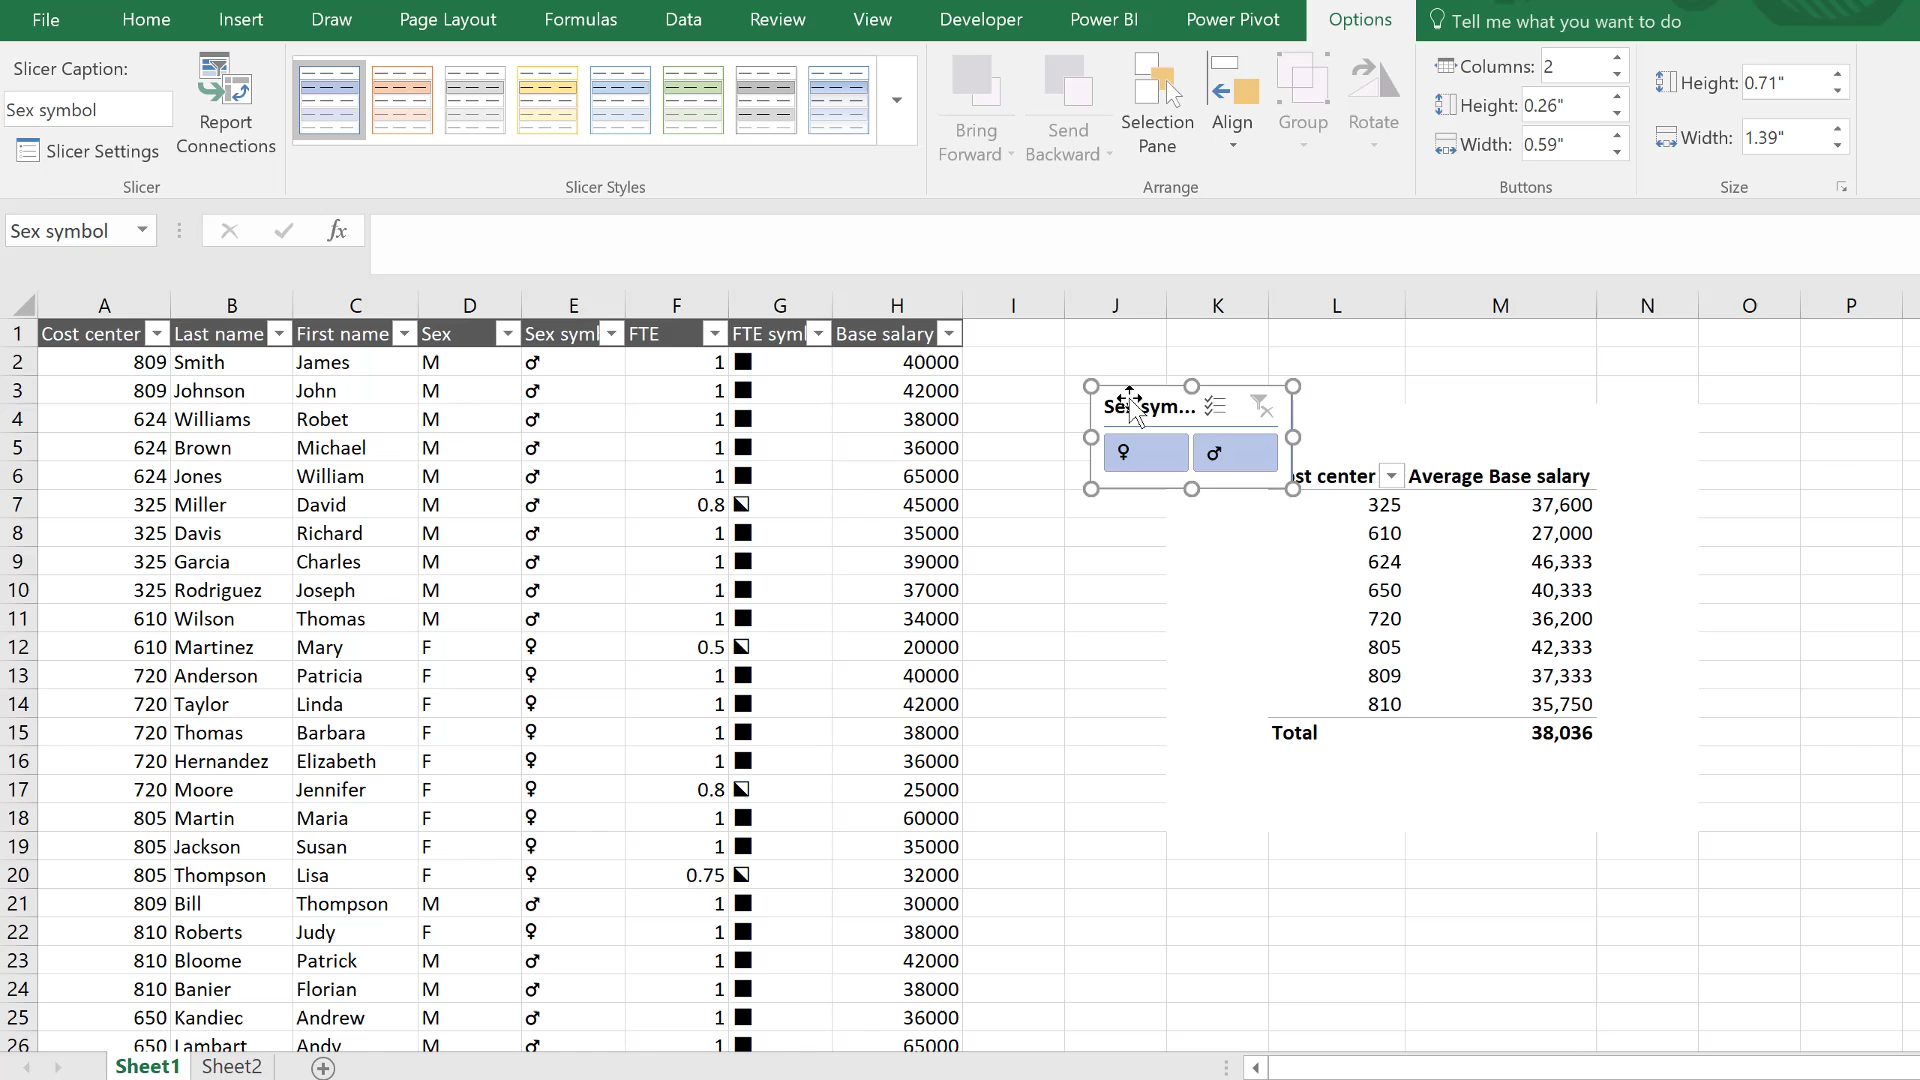 File Home Insert Draw Page Layout Formulas Data Review View Developer Power BI Power Pivot Options Tell me what you want to do
Slicer Caption:
Sex symbol
Slicer Settings
Report
Connections
Slicer
Slicer Styles
Bring
Forward
Send
Backward
Selection
Pane
Align
Group
Rotate
Arrange
Columns: 2
Height: 0.26"
Width: 0.59"
Buttons
Height: 0.71"
Width: 1.39"
Size
Sex symbol fx
A B C D E F G H I J K L M N O P
1 Cost center Last name First name Sex Sex syml FTE FTE syml Base salary
2 809 Smith James M ♂ 1 ■ 40000
3 809 Johnson John M ♂ 1 ■ 42000
4 624 Williams Robet M ♂ 1 ■ 38000
5 624 Brown Michael M ♂ 1 ■ 36000
6 624 Jones William M ♂ 1 ■ 65000
7 325 Miller David M ♂ 0.8 ⬕ 45000
8 325 Davis Richard M ♂ 1 ■ 35000
9 325 Garcia Charles M ♂ 1 ■ 39000
10 325 Rodriguez Joseph M ♂ 1 ■ 37000
11 610 Wilson Thomas M ♂ 1 ■ 34000
12 610 Martinez Mary F ♀ 0.5 ⬕ 20000
13 720 Anderson Patricia F ♀ 1 ■ 40000
14 720 Taylor Linda F ♀ 1 ■ 42000
15 720 Thomas Barbara F ♀ 1 ■ 38000
16 720 Hernandez Elizabeth F ♀ 1 ■ 36000
17 720 Moore Jennifer F ♀ 0.8 ⬕ 25000
18 805 Martin Maria F ♀ 1 ■ 60000
19 805 Jackson Susan F ♀ 1 ■ 35000
20 805 Thompson Lisa F ♀ 0.75 ⬕ 32000
21 809 Bill Thompson M ♂ 1 ■ 30000
22 810 Roberts Judy F ♀ 1 ■ 38000
23 810 Bloome Patrick M ♂ 1 ■ 42000
24 810 Banier Florian M ♂ 1 ■ 38000
25 650 Kandiec Andrew M ♂ 1 ■ 36000
26 650 Lambart Andy M ♂ 1 ■ 65000
Sex sym...
♀ ♂
st center Average Base salary
325 37,600
610 27,000
624 46,333
650 40,333
720 36,200
805 42,333
809 37,333
810 35,750
Total 38,036
Sheet1 Sheet2